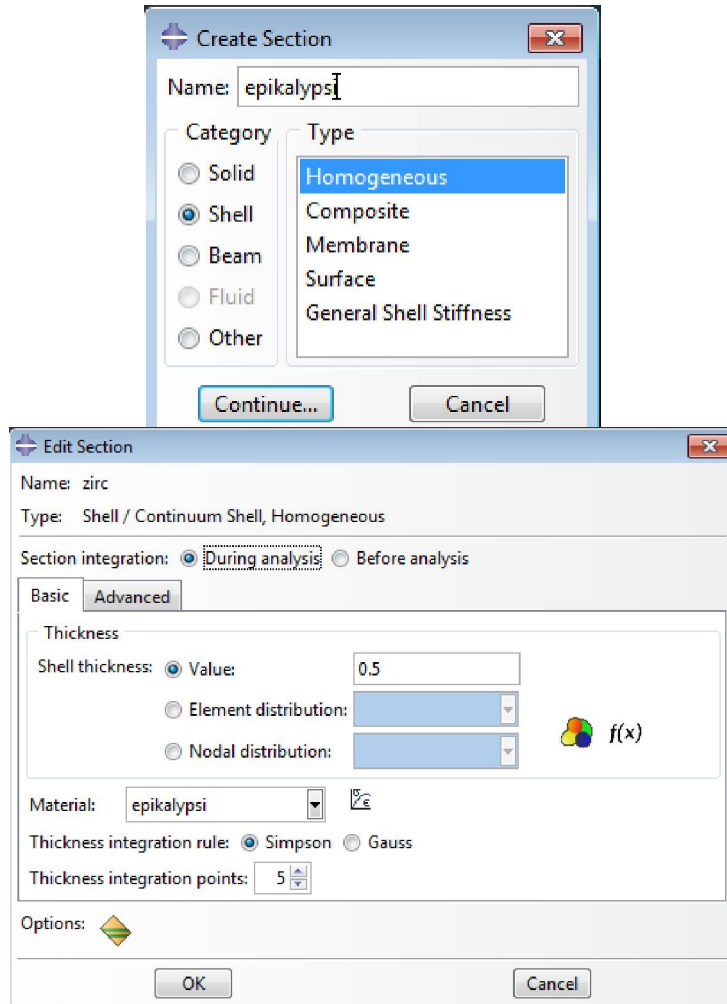 Create Section
Name: epikalypsi
Category Type
Solid Homogeneous
Shell Composite
Beam Membrane
Fluid Surface
Other General Shell Stiffness
Continue... Cancel
Edit Section
Name: zirc
Type: Shell / Continuum Shell, Homogeneous
Section integration: During analysis Before analysis
Basic Advanced
Thickness
Shell thickness: Value: 0.5
Element distribution:
Nodal distribution:
f(x)
Material: epikalypsi
Thickness integration rule: Simpson Gauss
Thickness integration points: 5
Options:
OK Cancel